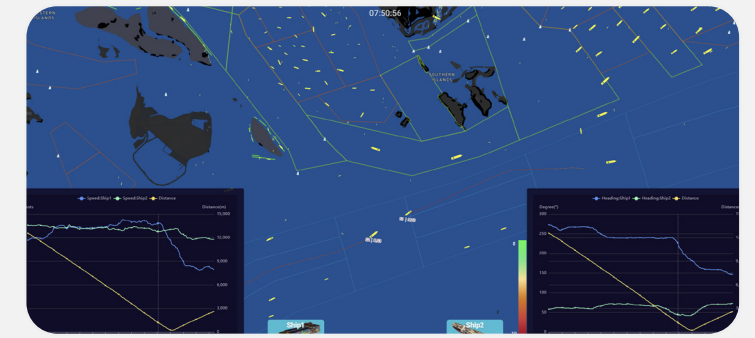 07:50:56
ISLANDS
SOUTHERN
ISLANDS
Speed:Ship1 Speed:Ship2 Distance
Distance(m)
15,000
12,000
9,000
6,000
3,000
0
Heading:Ship1 Heading:Ship2 Distance
Degree(°)
300
250
200
150
100
50
0
Ship1
Ship2